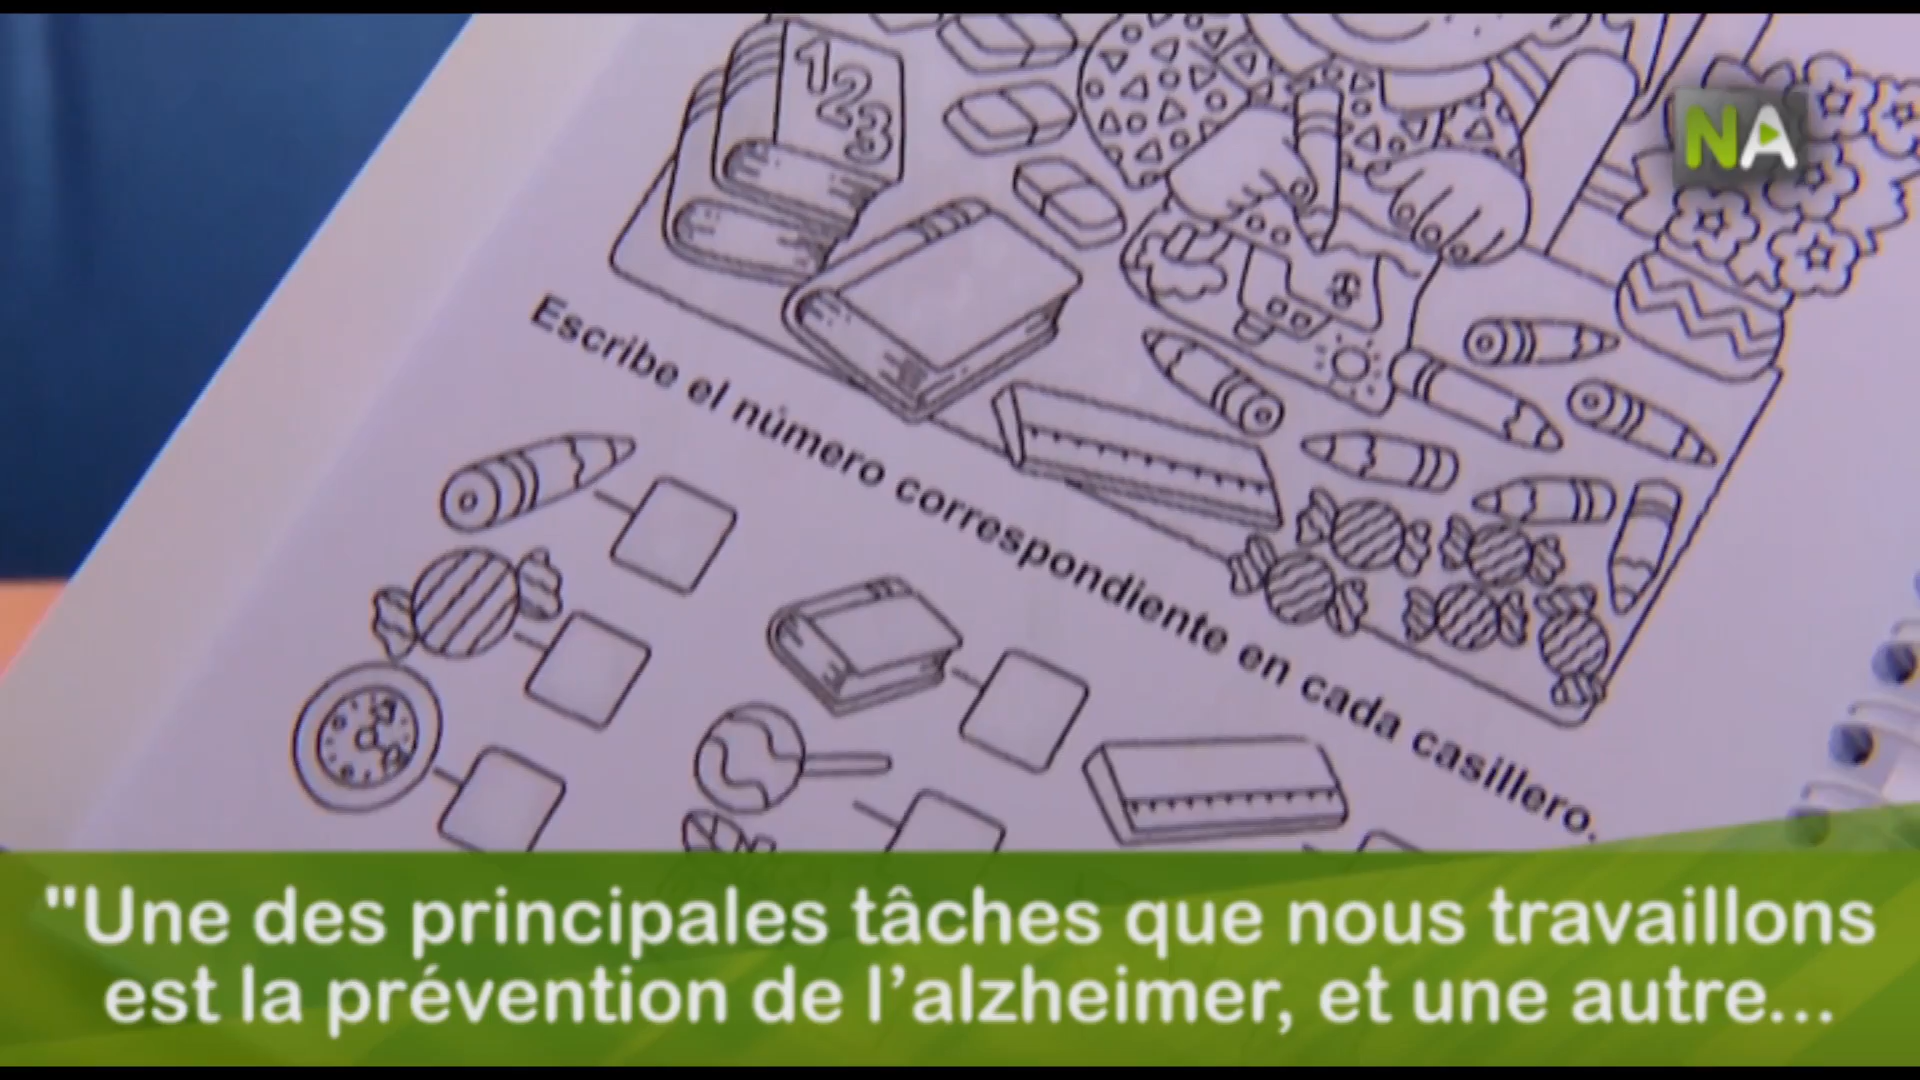 123
NA
Escribe el número correspondiente en cada casillero.
"Une des principales tâches que nous travaillons
est la prévention de l’alzheimer, et une autre...